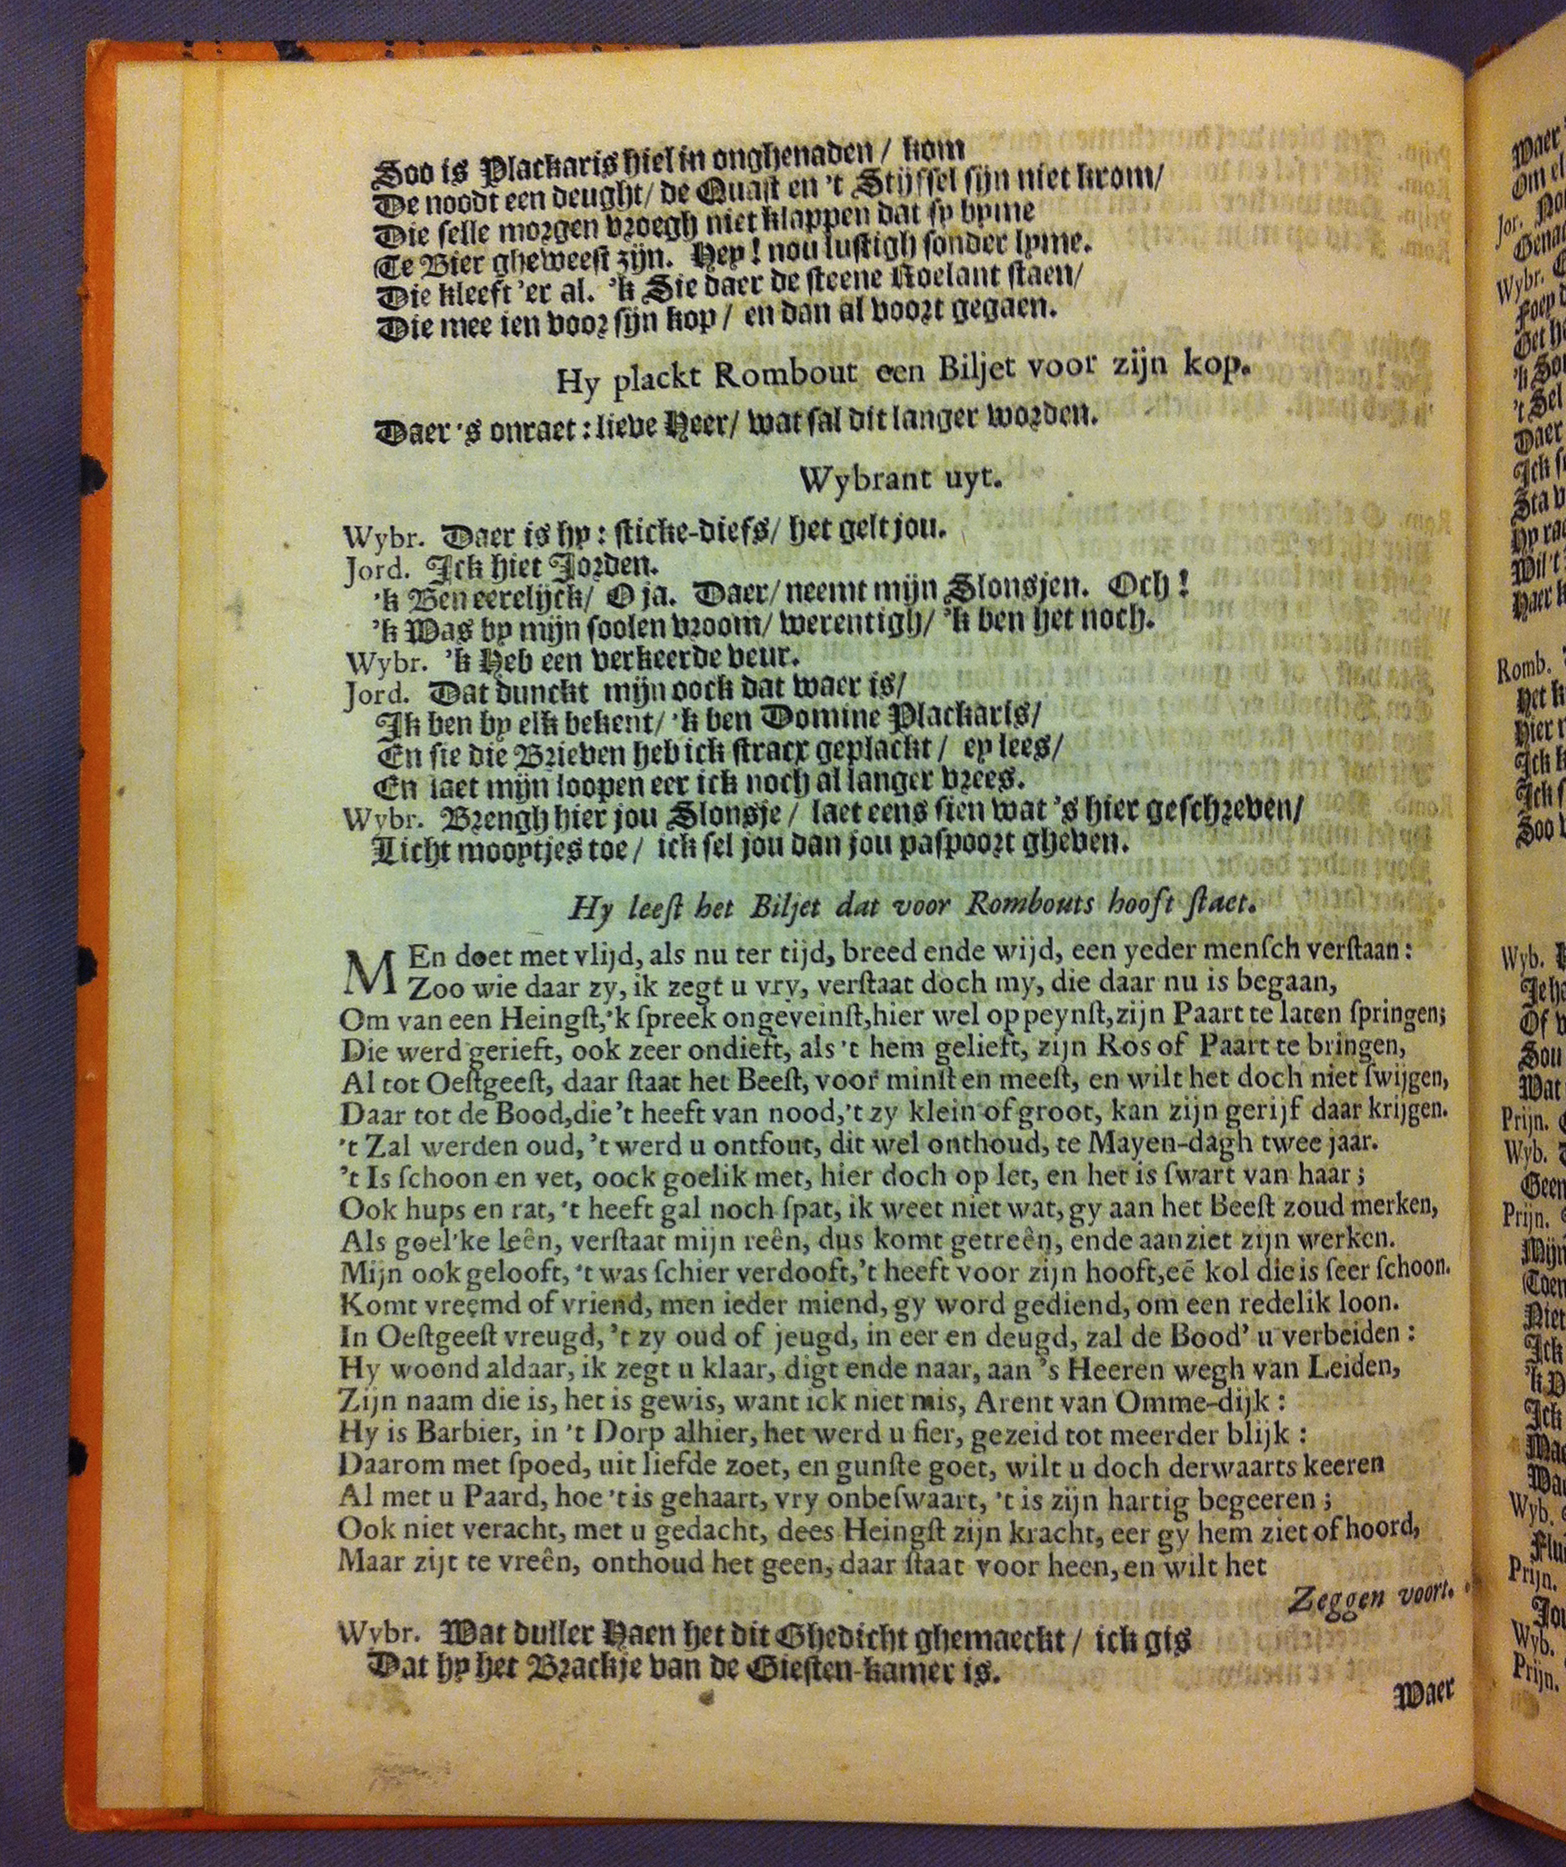 Soo is Plackaris hiel in onghenaden / kom
De noodt een deught / de Quast en 't Stijffel sijn niet krom /
Die selle morgen vroegh niet klappen dat sy byme
Te Bier gheweest zijn. Hey! nou lustigh sonder lyme.
Die kleeft 'er al. 'k Sie daer de steene Roelant staen /
Die mee ien voor sijn kop / en dan al voort gegaen.
Hy plackt Rombout een Biljet voor zijn kop.
Daer 's onraet: lieve Heer / wat sal dit langer worden.
Wybrant uyt.
Wybr. Daer is hy: sticke-diefs / het gelt jou.
Jord. Ick hiet Jorden.
'k Ben eerelijck / O ja. Daer / neemt mijn Slonsjen. Och!
'k Was by mijn soolen vroom / werentigh / 'k ben het noch.
Wybr. 'k Heb een verkeerde veur.
Jord. Dat dunckt mijn oock dat waer is /
Ik ben by elk bekent / 'k ben Domine Plackaris /
En sie die Brieven heb ick stracx geplackt / ey lees /
En laet mijn loopen eer ick noch al langer vrees.
Wybr. Brengh hier jou Slonsje / laet eens sien wat 's hier geschreven /
Licht mooptjes toe / ick sel jou dan jou paspoort gheven.
Hy leest het Biljet dat voor Rombouts hooft staet.
MEn doet met vlijd, als nu ter tijd, breed ende wijd, een yeder mensch verstaan:
Zoo wie daar zy, ik zegt u vry, verstaat doch my, die daar nu is begaan,
Om van een Heingst, 'k spreek ongeveinst, hier wel op peynst, zijn Paart te laten springen;
Die werd gerieft, ook zeer ondieft, als 't hem gelieft, zijn Ros of Paart te bringen,
Al tot Oestgeest, daar staat het Beest, voor minst en meest, en wilt het doch niet swijgen,
Daar tot de Bood, die 't heeft van nood, 't zy klein of groot, kan zijn gerijf daar krijgen.
't Zal werden oud, 't werd u ontfout, dit wel onthoud, te Mayen-dagh twee jaar.
't Is schoon en vet, oock goelik met, hier doch op let, en het is swart van haar;
Ook hups en rat, 't heeft gal noch spat, ik weet niet wat, gy aan het Beest zoud merken,
Als goel'ke leên, verstaat mijn reên, dus komt getreên, ende aanziet zijn werken.
Mijn ook gelooft, 't was schier verdooft, 't heeft voor zijn hooft, eē kol die is seer schoon.
Komt vreemd of vriend, men ieder miend, gy word gediend, om een redelik loon.
In Oestgeest vreugd, 't zy oud of jeugd, in eer en deugd, zal de Bood' u verbeiden:
Hy woond aldaar, ik zegt u klaar, digt ende naar, aan 's Heeren wegh van Leiden,
Zijn naam die is, het is gewis, want ick niet mis, Arent van Omme-dijk:
Hy is Barbier, in 't Dorp alhier, het werd u fier, gezeid tot meerder blijk:
Daarom met spoed, uit liefde zoet, en gunste goet, wilt u doch derwaarts keeren
Al met u Paard, hoe 't is gehaart, vry onbeswaart, 't is zijn hartig begeeren;
Ook niet veracht, met u gedacht, dees Heingst zijn kracht, eer gy hem ziet of hoord,
Maar zijt te vreên, onthoud het geen, daar staat voor heen, en wilt het
Zeggen voort.
Wybr. Wat duller Haen het dit Ghedicht ghemaeckt / ick gis
Dat hy het Brackje van de Giesten-kamer is.
Waer